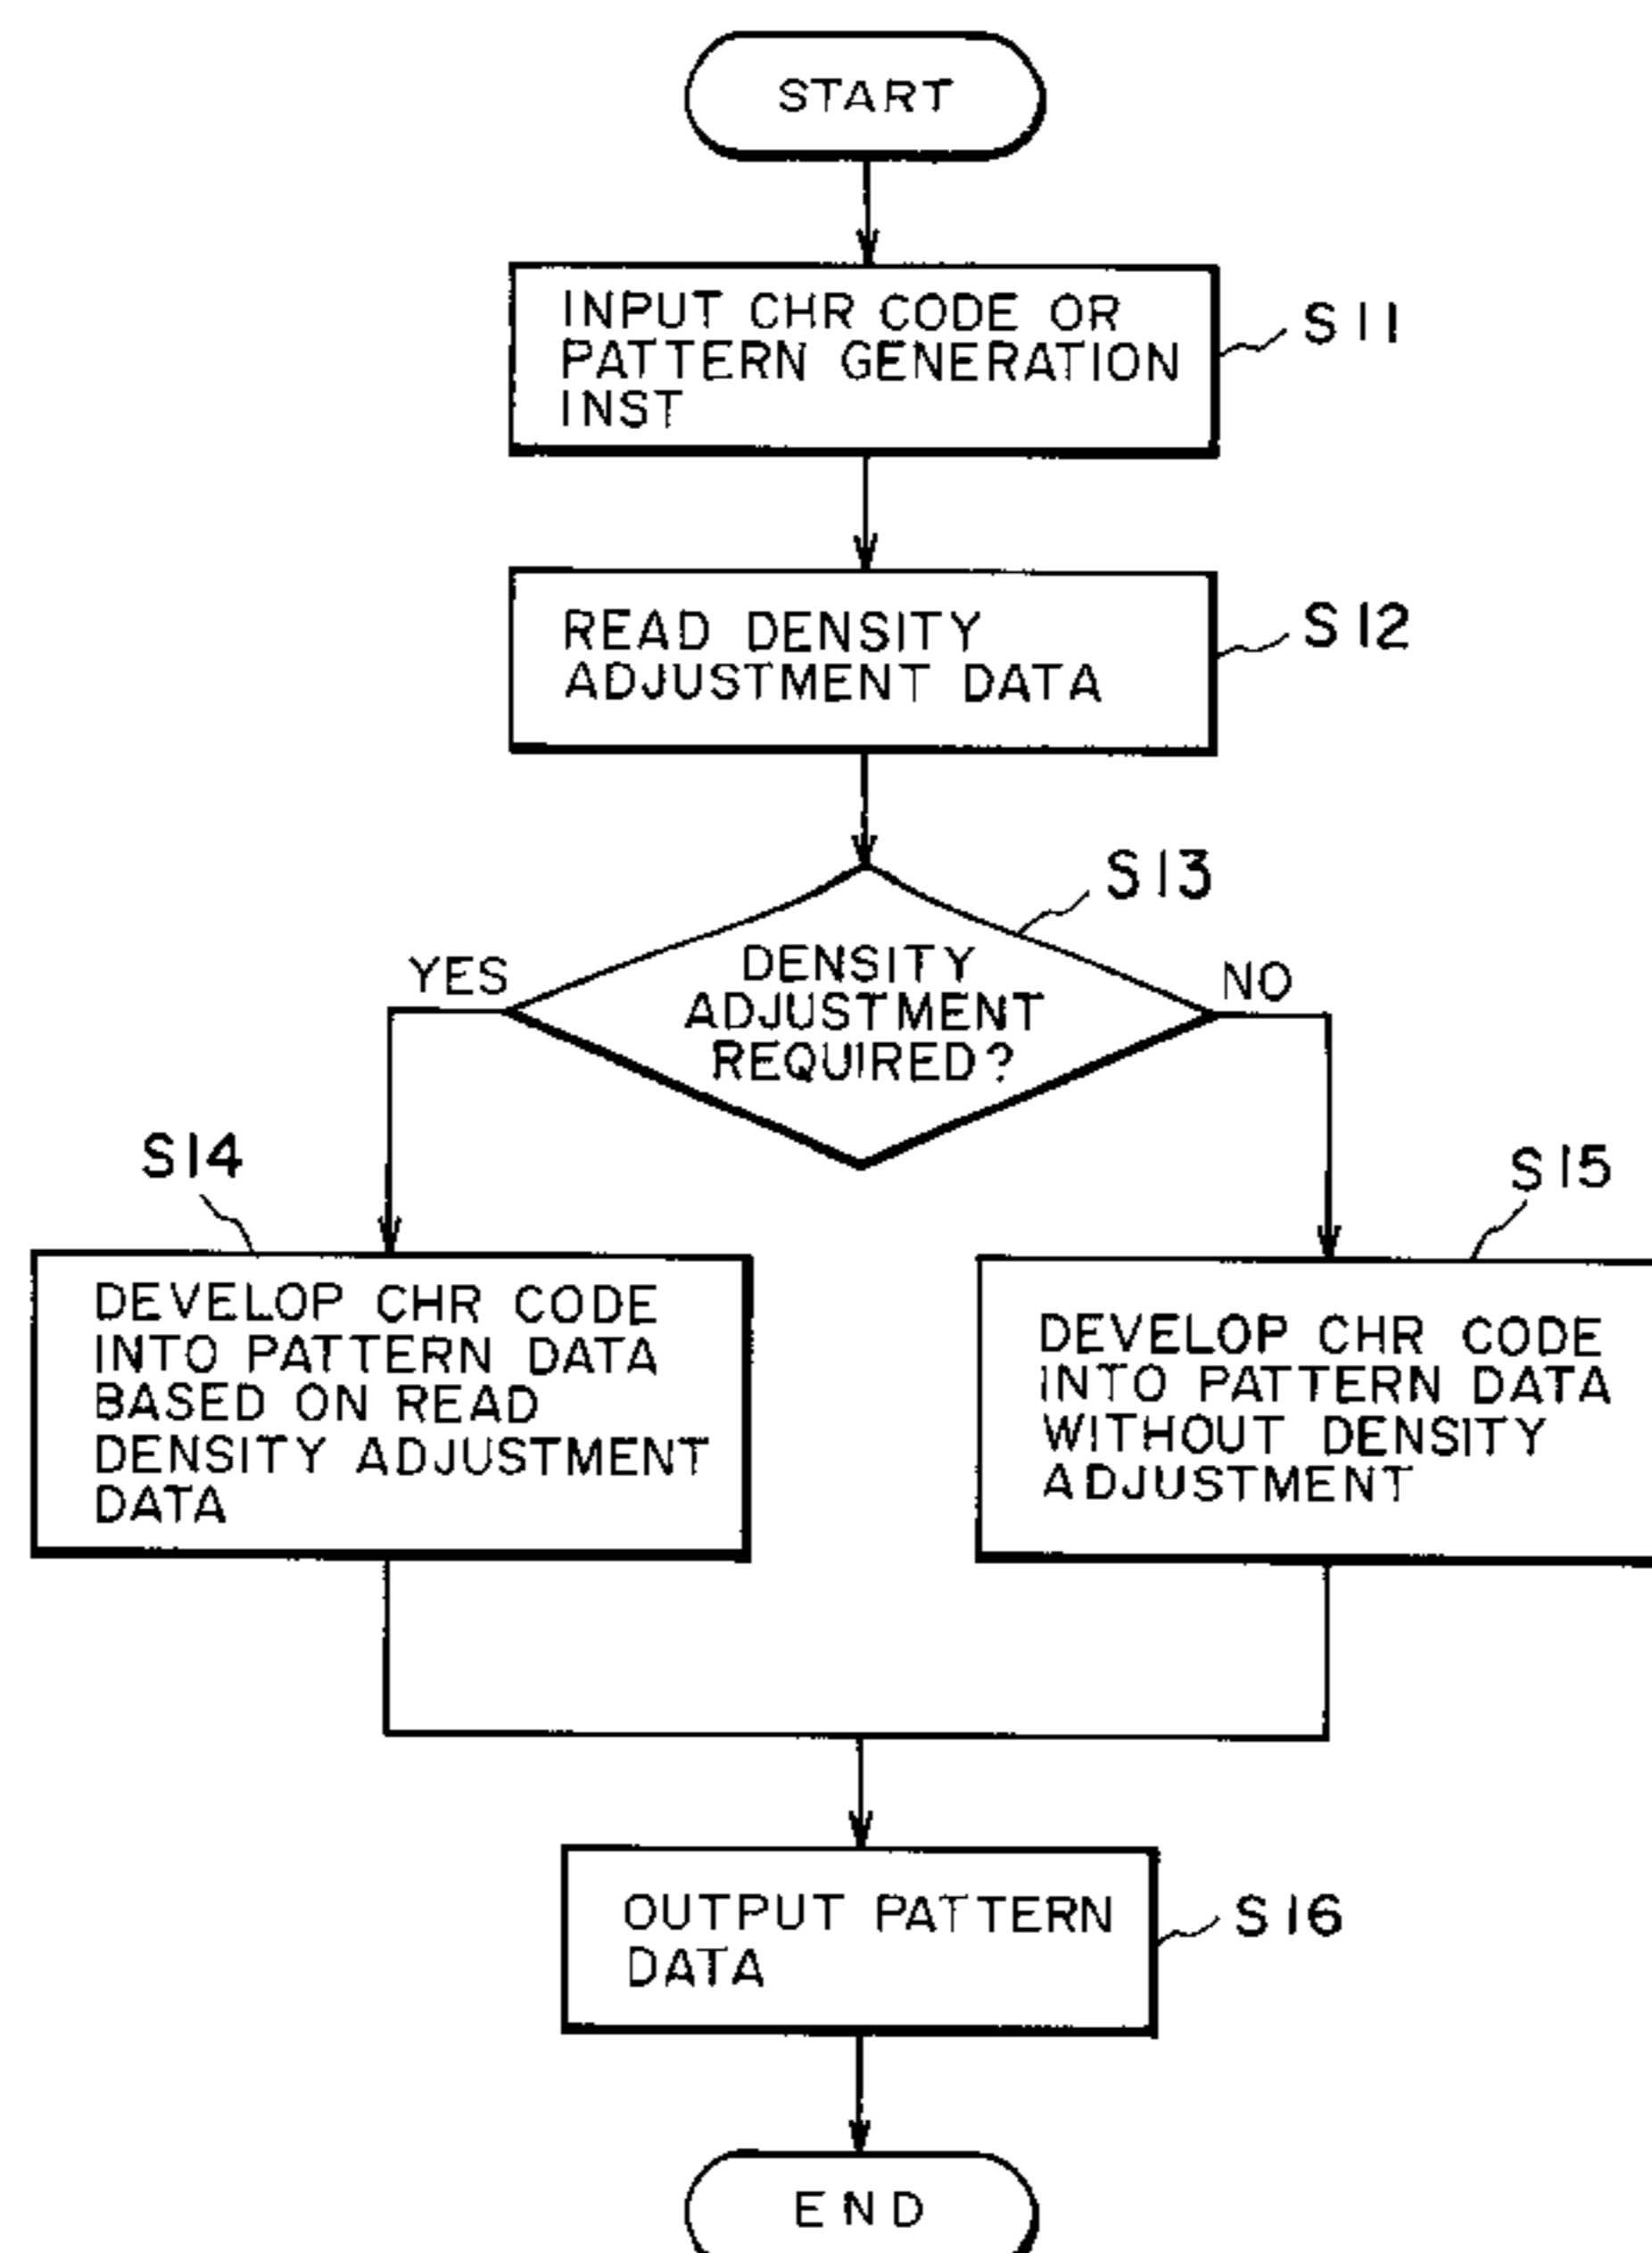 START
INPUT CHR CODE OR
PATTERN GENERATION
INST
S11
READ DENSITY
ADJUSTMENT DATA
S12
S13
DENSITY
ADJUSTMENT
REQUIRED?
YES
NO
S14
DEVELOP CHR CODE
INTO PATTERN DATA
BASED ON READ
DENSITY ADJUSTMENT
DATA
S15
DEVELOP CHR CODE
INTO PATTERN DATA
WITHOUT DENSITY
ADJUSTMENT
OUTPUT PATTERN
DATA
S16
END